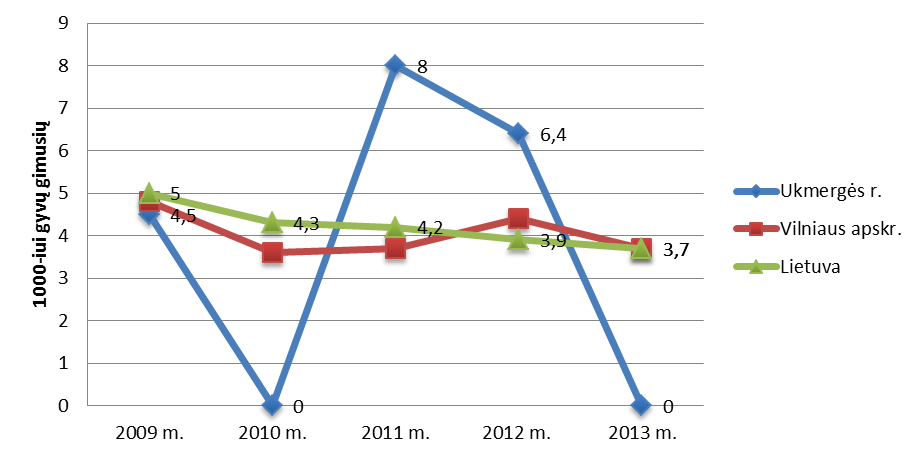 1000-iui gyvų gimusių
9
8
7
6
5
4
3
2
1
0
5
4,5
4,3
0
8
4,2
6,4
3,9
3,7
0
2009 m.
2010 m.
2011 m.
2012 m.
2013 m.
Ukmergės r.
Vilniaus apskr.
Lietuva